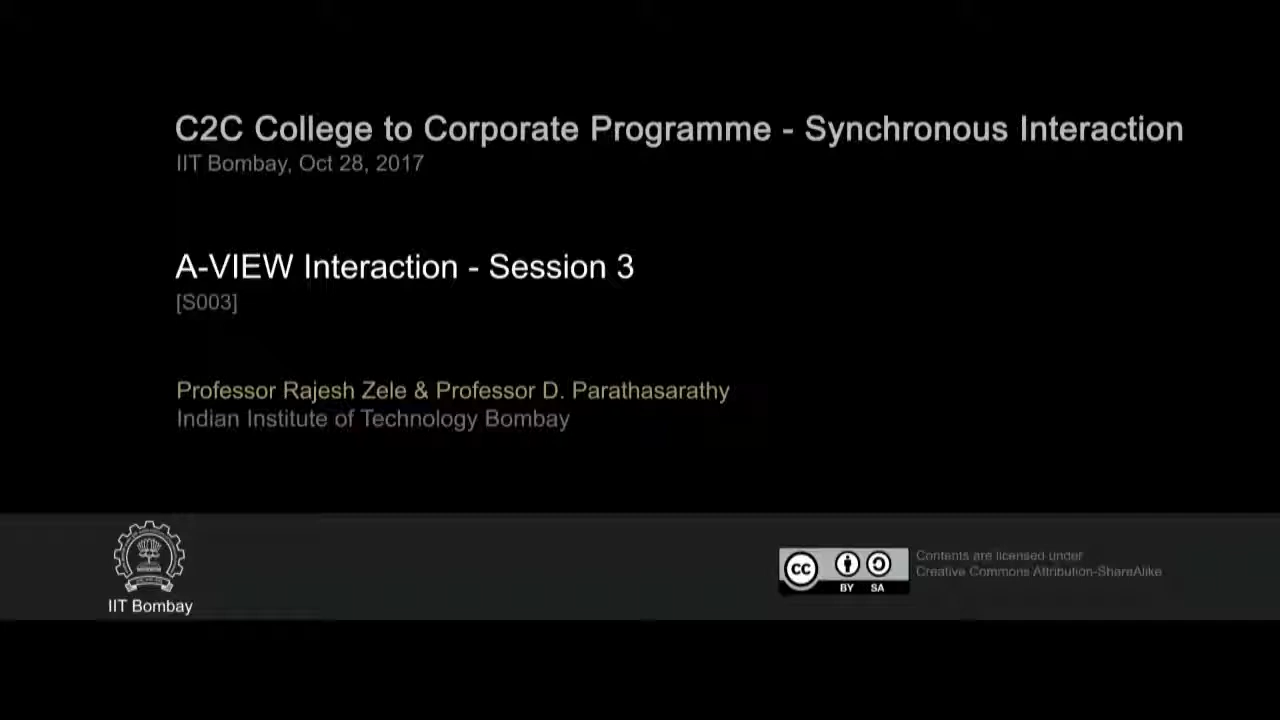 C2C College to Corporate Programme - Synchronous Interaction
IIT Bombay, Oct 28, 2017
A-VIEW Interaction - Session 3
[S003]
Professor Rajesh Zele & Professor D. Parathasarathy
Indian Institute of Technology Bombay
IIT Bombay
cc BY SA
Contents are licensed under
Creative Commons Attribution-ShareAlike